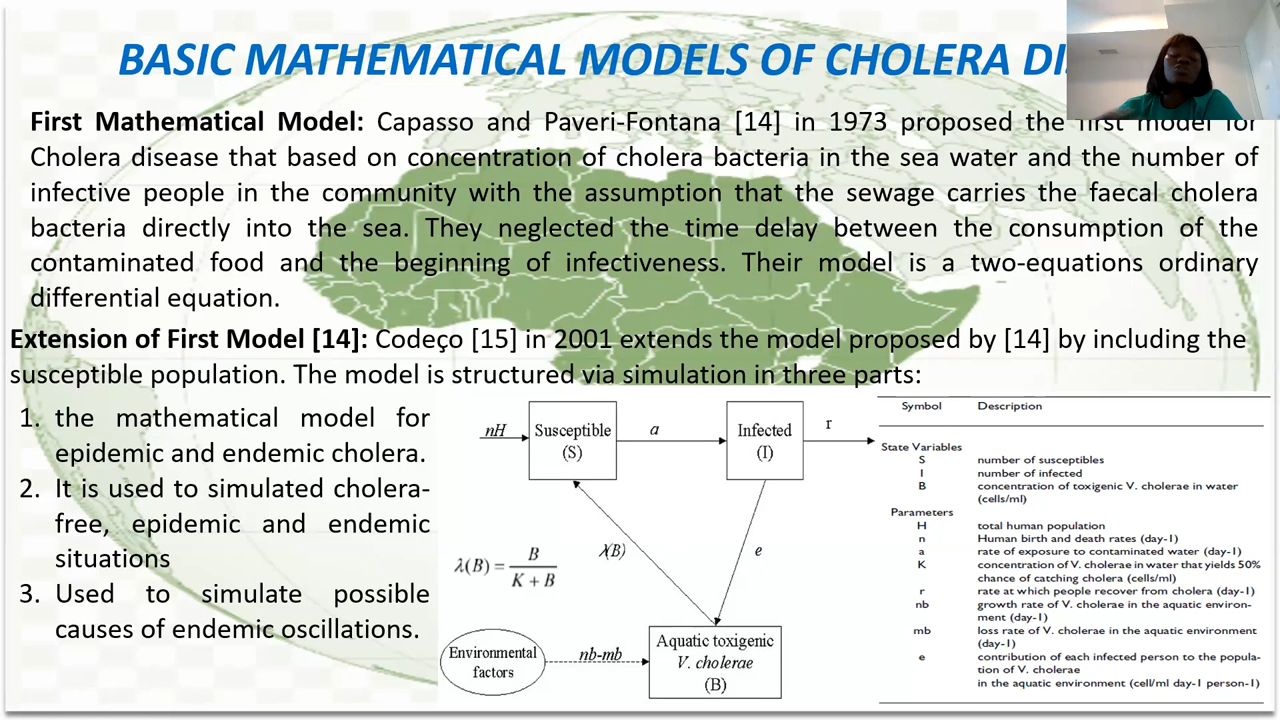 BASIC MATHEMATICAL MODELS OF CHOLERA
First Mathematical Model: Capasso and Paveri-Fontana [14] in 1973 proposed the first model for
Cholera disease that based on concentration of cholera bacteria in the sea water and the number of
infective people in the community with the assumption that the sewage carries the faecal cholera
bacteria directly into the sea. They neglected the time delay between the consumption of the
contaminated food and the beginning of infectiveness. Their model is a two-equations ordinary
differential equation.
Extension of First Model [14]: Codeço [15] in 2001 extends the model proposed by [14] by including the
susceptible population. The model is structured via simulation in three parts:
1. the mathematical model for
epidemic and endemic cholera.
2. It is used to simulated cholera-
free, epidemic and endemic
situations
3. Used to simulate possible
causes of endemic oscillations.
nH
Susceptible
(S)
a
Infected
(I)
r
λ(B) = B / (K + B)
λ(B)
e
Environmental
factors
nb-mb
Aquatic toxigenic
V. cholerae
(B)
Symbol Description
State Variables
S number of susceptibles
I number of infected
B concentration of toxigenic V. cholerae in water
(cells/ml)
Parameters
H total human population
n Human birth and death rates (day-1)
a rate of exposure to contaminated water (day-1)
K concentration of V. cholerae in water that yields 50%
chance of catching cholera (cells/ml)
r rate at which people recover from cholera (day-1)
nb growth rate of V. cholerae in the aquatic environ-
ment (day-1)
mb loss rate of V. cholerae in the aquatic environment
(day-1)
e contribution of each infected person to the popula-
tion of V. cholerae
in the aquatic environment (cell/ml day-1 person-1)